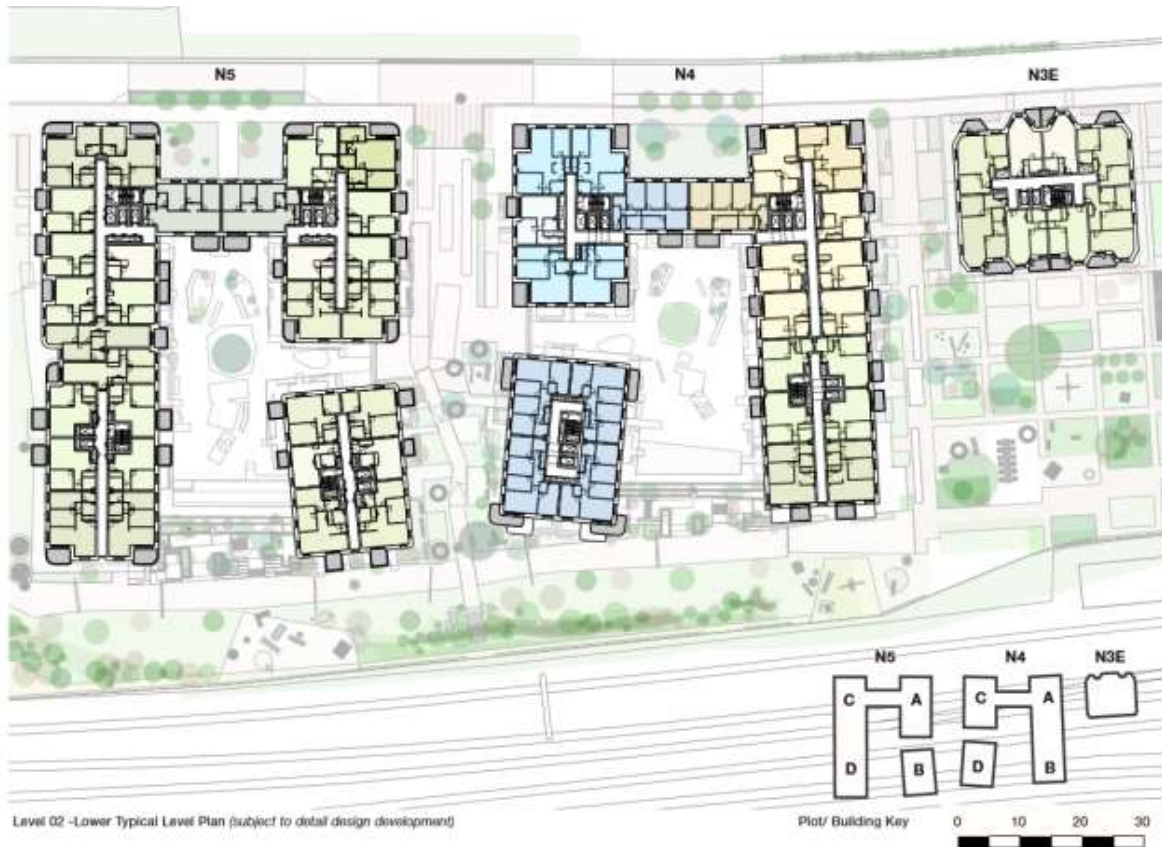 N5 N4 N3E
N5 N4 N3E
C A C A
D B D B
Level 02 -Lower Typical Level Plan (subject to detail design development)
Plot/ Building Key
0 10 20 30